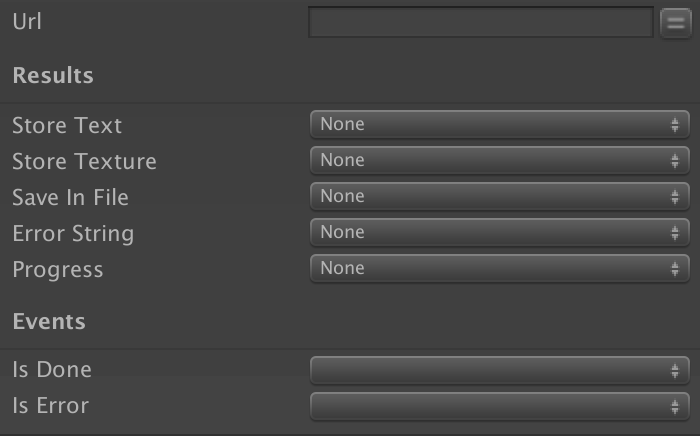 Url
Results
Store Text None
Store Texture None
Save In File None
Error String None
Progress None
Events
Is Done
Is Error